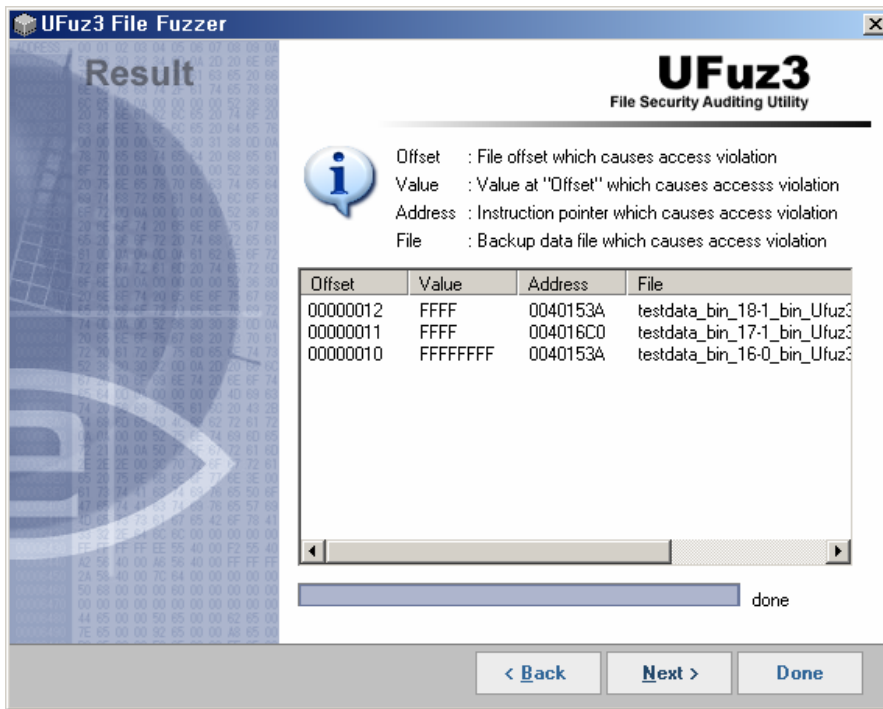 UFuz3 File Fuzzer
Result
UFuz3
File Security Auditing Utility
Offset : File offset which causes access violation
Value : Value at "Offset" which causes accesss violation
Address : Instruction pointer which causes access violation
File : Backup data file which causes access violation
Offset Value Address File
00000012 FFFF 0040153A testdata_bin_18-1_bin_Ufuz3
00000011 FFFF 004016C0 testdata_bin_17-1_bin_Ufuz3
00000010 FFFFFFFF 0040153A testdata_bin_16-0_bin_Ufuz3
done
< Back Next > Done